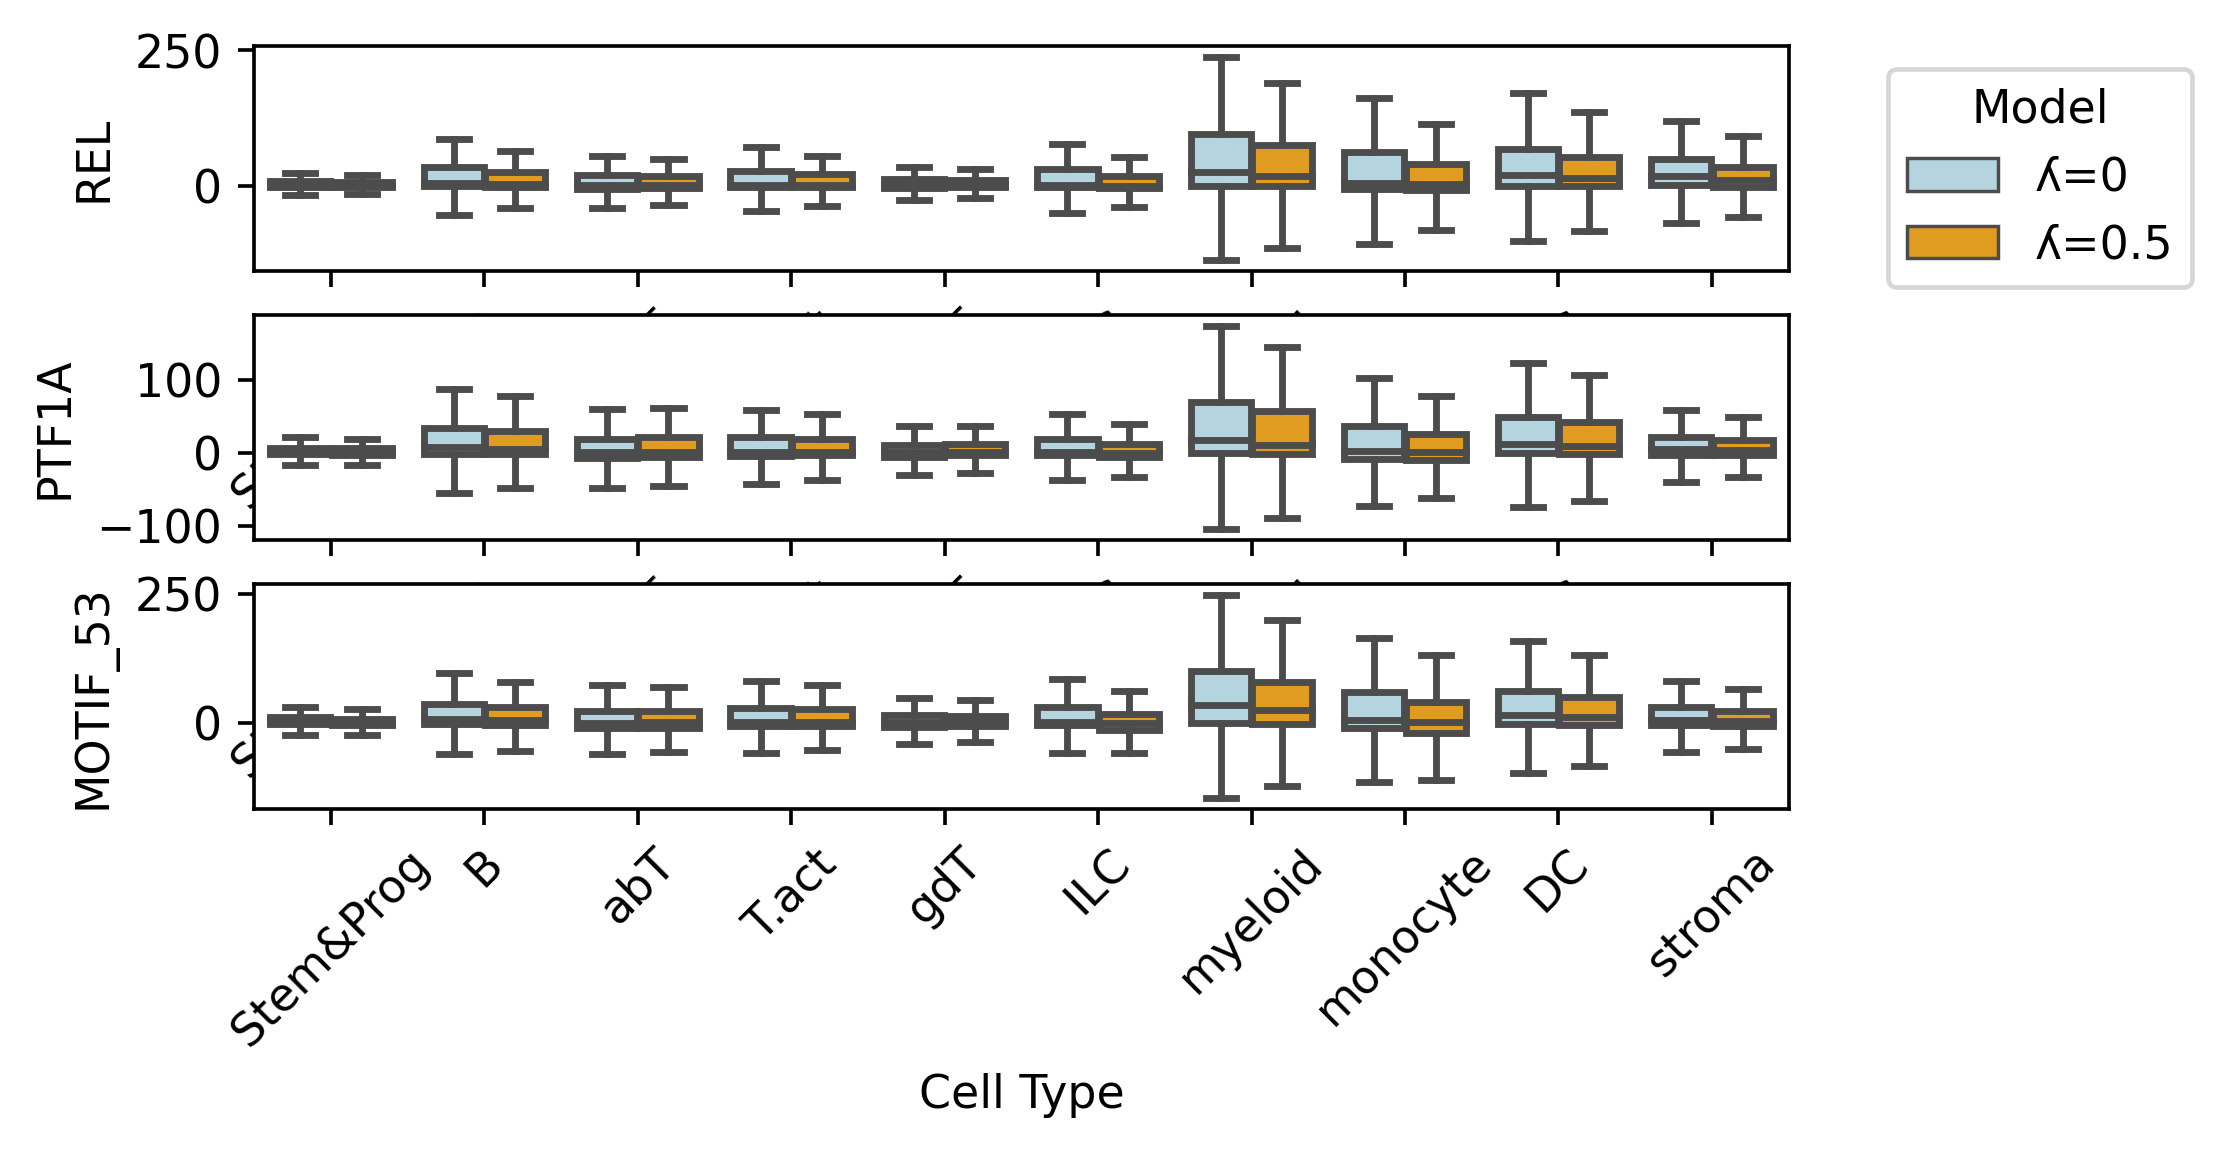 REL
250
0
Model
ʎ=0
ʎ=0.5
PTF1A
100
0
−100
MOTIF_53
250
0
Stem&Prog
B
abT
T.act
gdT
ILC
myeloid
monocyte
DC
stroma
Cell Type